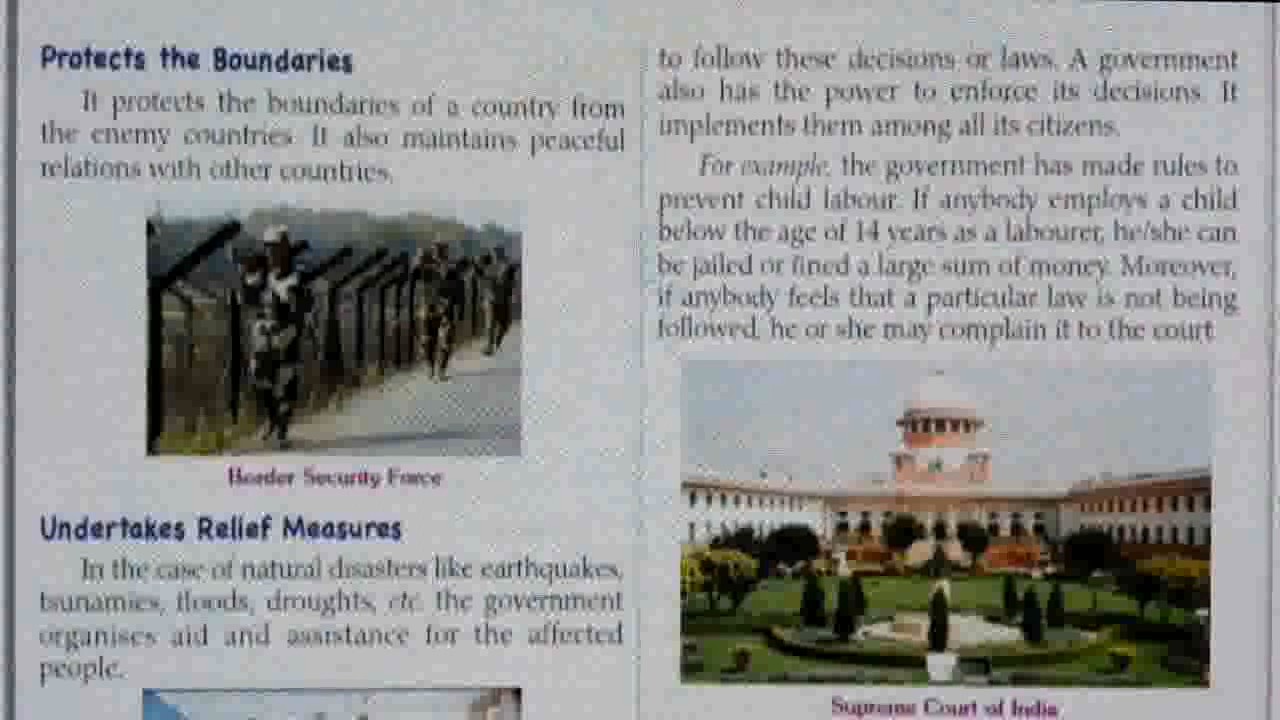 Protects the Boundaries
It protects the boundaries of a country from
the enemy countries. It also maintains peaceful
relations with other countries.
Border Security Force
Undertakes Relief Measures
In the case of natural disasters like earthquakes,
tsunamies, floods, droughts, etc. the government
organises aid and assistance for the affected
people.
to follow these decisions or laws. A government
also has the power to enforce its decisions. It
implements them among all its citizens.
For example, the government has made rules to
prevent child labour. If anybody employs a child
below the age of 14 years as a labourer, he/she can
be jailed or fined a large sum of money. Moreover,
if anybody feels that a particular law is not being
followed, he or she may complain it to the court.
Supreme Court of India